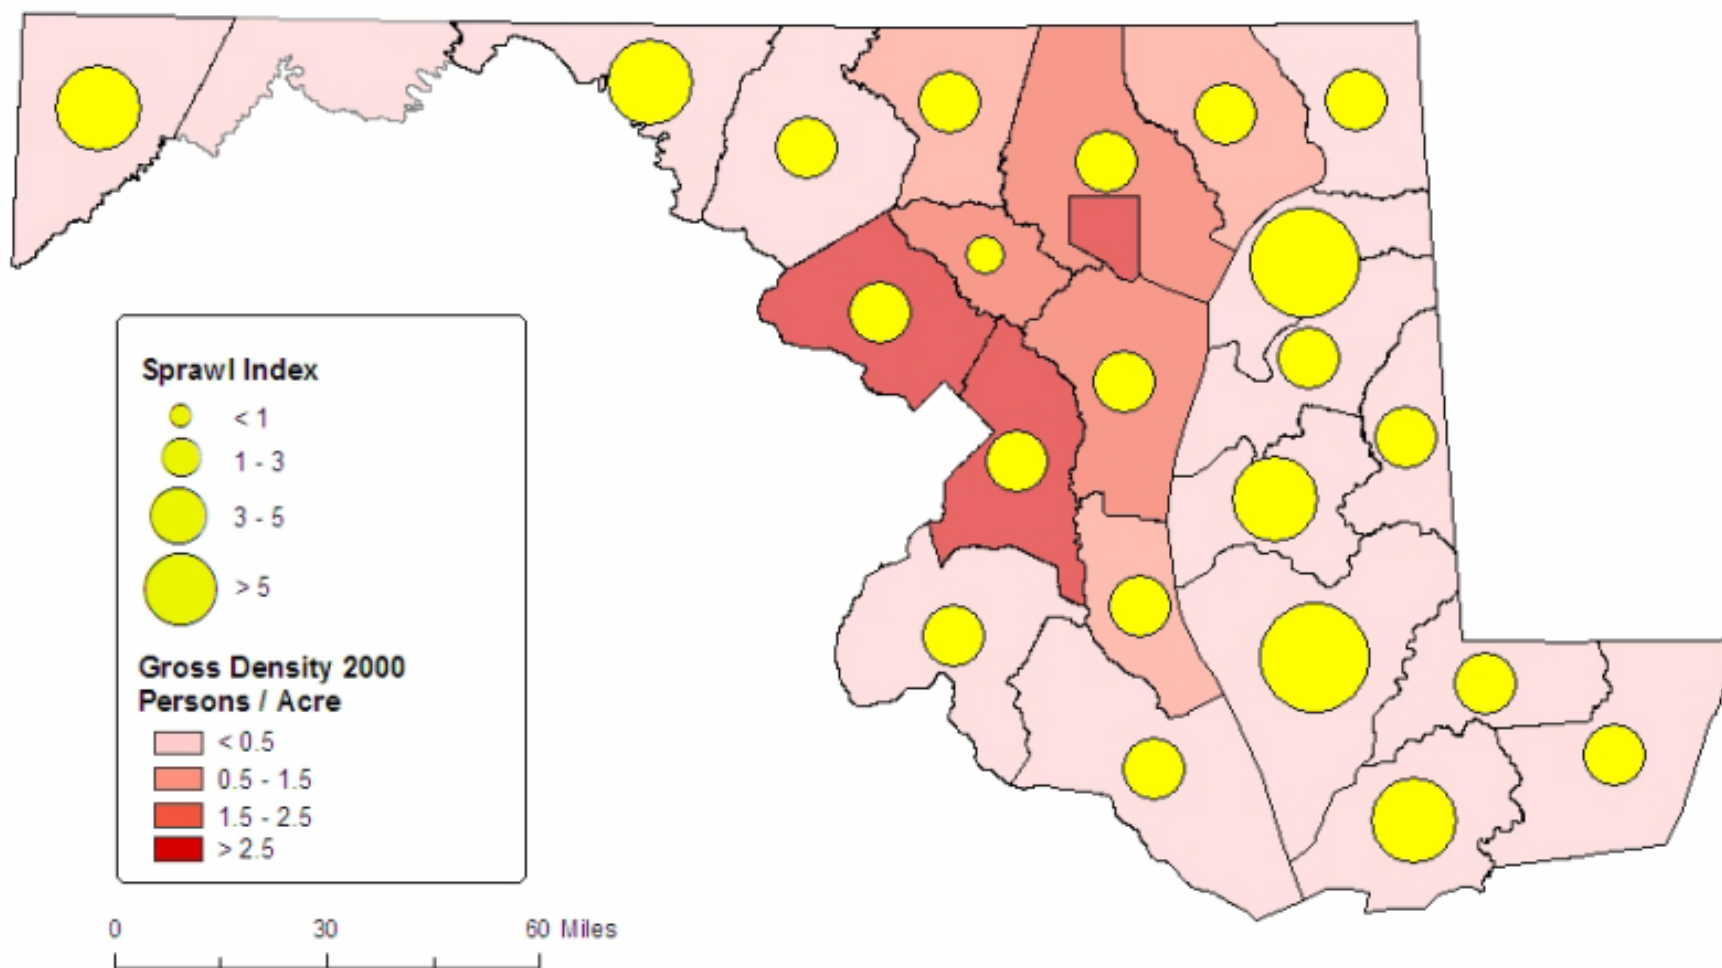 Sprawl Index
< 1
1 - 3
3 - 5
> 5
Gross Density 2000
Persons / Acre
< 0.5
0.5 - 1.5
1.5 - 2.5
> 2.5
0 30 60 Miles